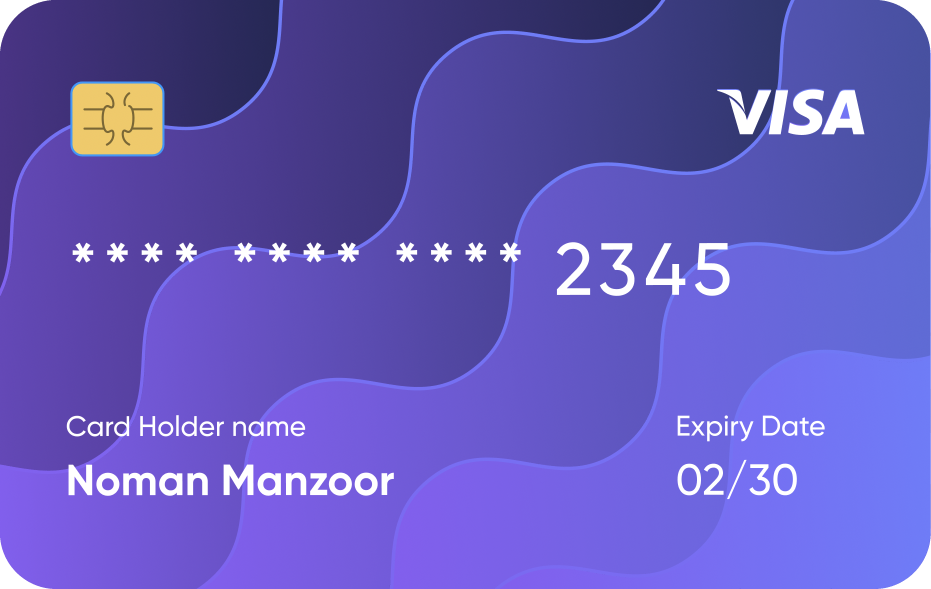 VISA
**** **** **** 2345
Card Holder name
Expiry Date
Noman Manzoor
02/30